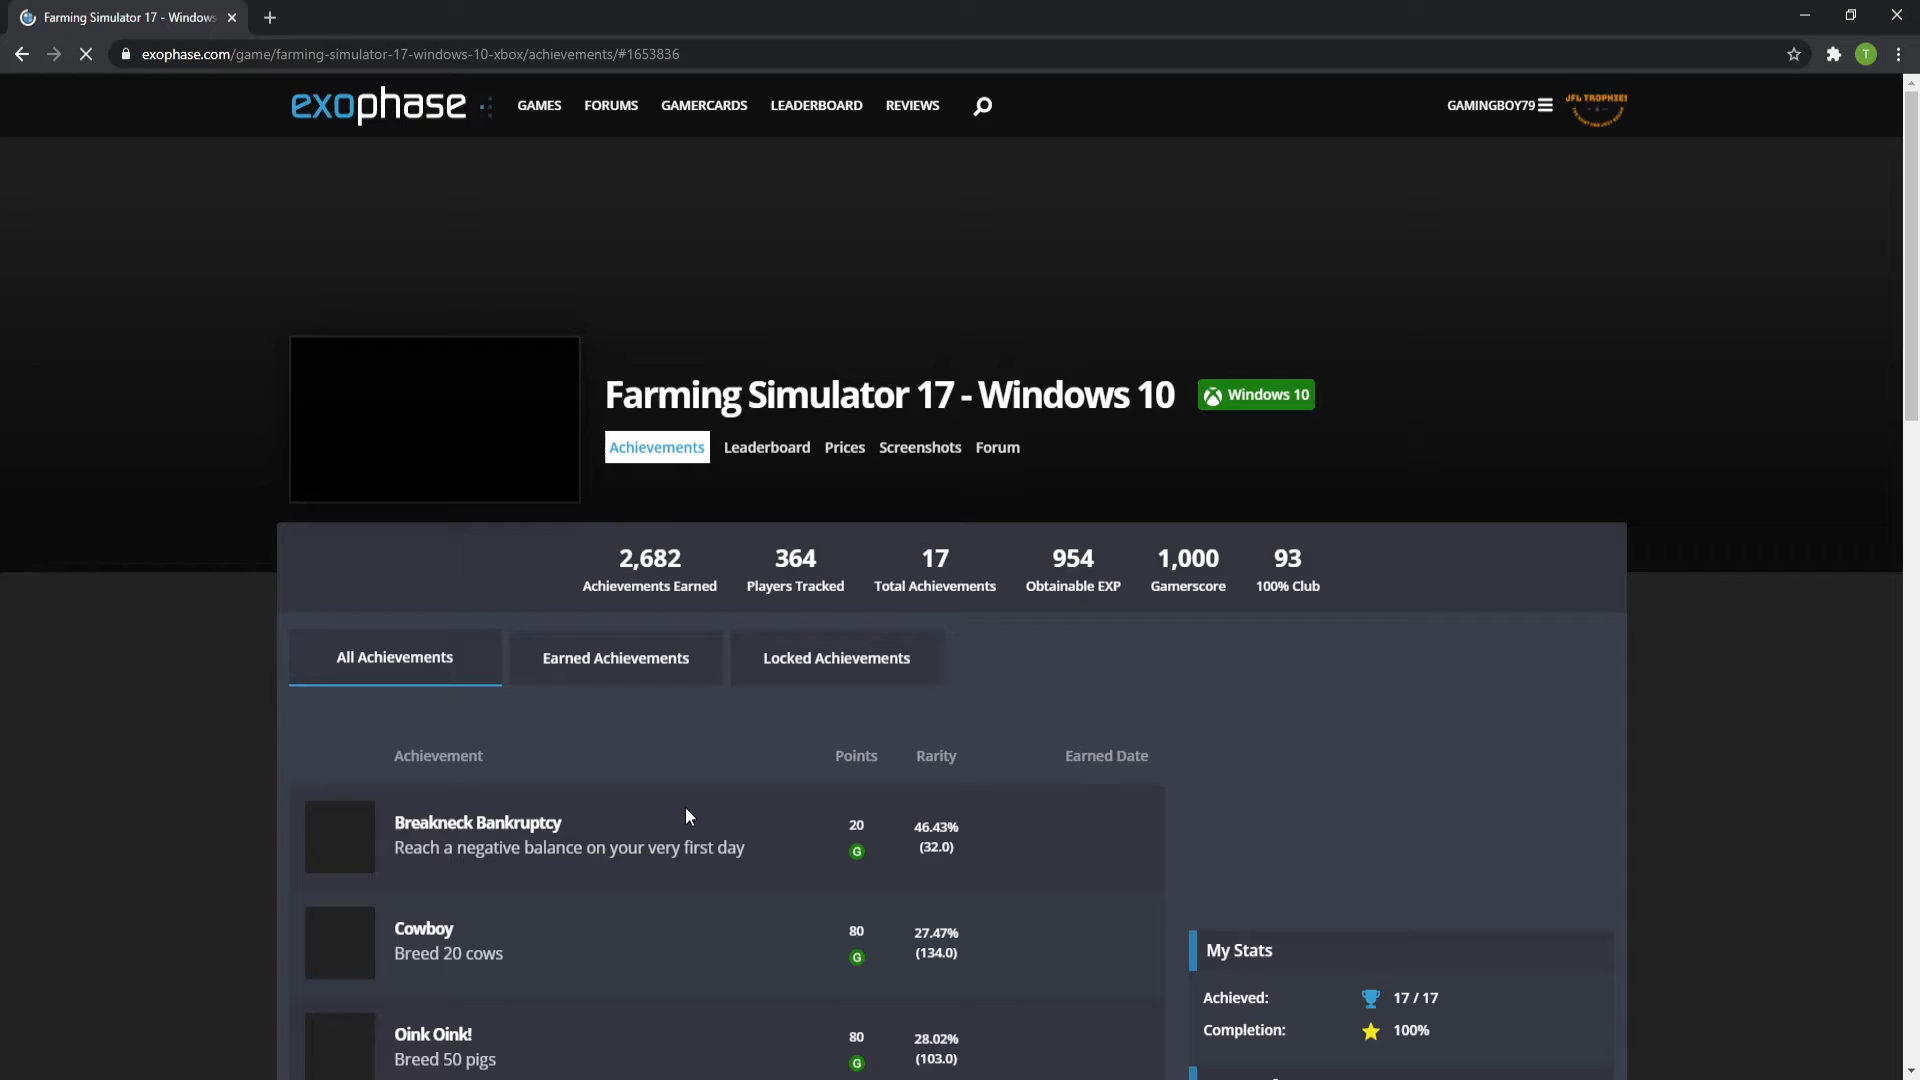 Farming Simulator 17 - Windows
exophase.com/game/farming-simulator-17-windows-10-xbox/achievements/#1653836
T
exophase
GAMES
FORUMS
GAMERCARDS
LEADERBOARD
REVIEWS
GAMINGBOY79
JFL TROPHIES
Farming Simulator 17 - Windows 10
Windows 10
Achievements
Leaderboard
Prices
Screenshots
Forum
2,682
Achievements Earned
364
Players Tracked
17
Total Achievements
954
Obtainable EXP
1,000
Gamerscore
93
100% Club
All Achievements
Earned Achievements
Locked Achievements
Achievement
Points
Rarity
Earned Date
Breakneck Bankruptcy
Reach a negative balance on your very first day
20
G
46.43%
(32.0)
Cowboy
Breed 20 cows
80
G
27.47%
(134.0)
Oink Oink!
Breed 50 pigs
80
G
28.02%
(103.0)
My Stats
Achieved:
17 / 17
Completion:
100%